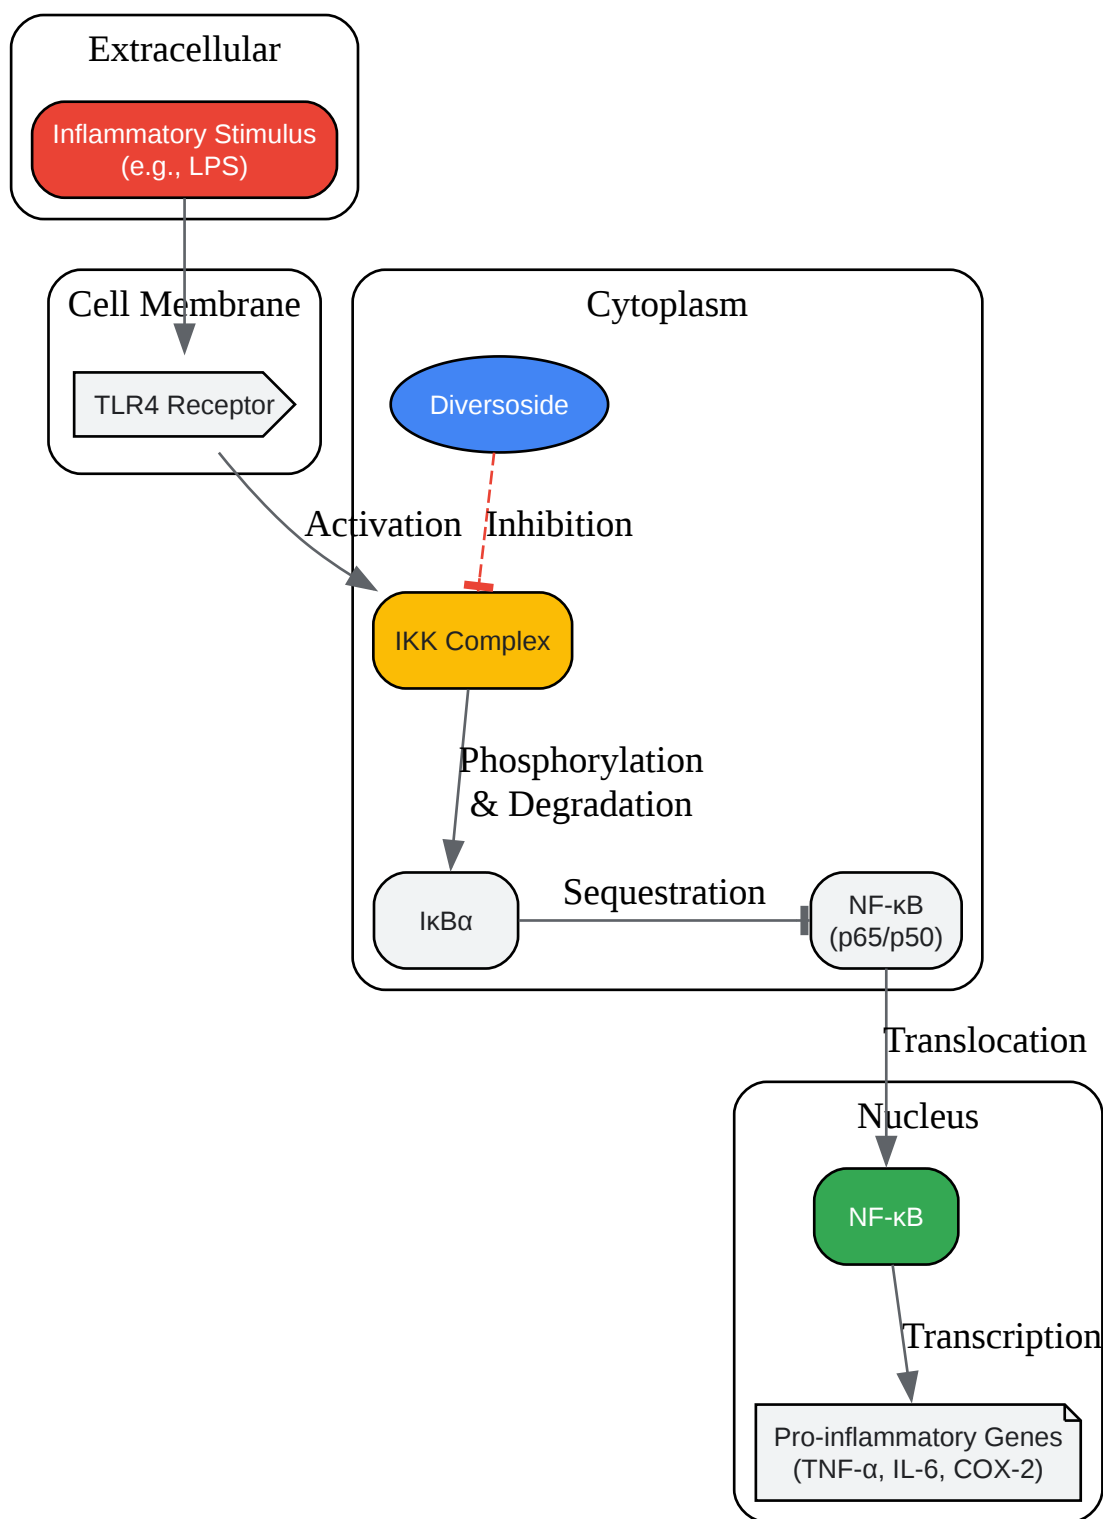 Extracellular
Inflammatory Stimulus
(e.g., LPS)
Cell Membrane
TLR4 Receptor
Cytoplasm
Diversoside
Activation
Inhibition
IKK Complex
Phosphorylation
& Degradation
IκBα
Sequestration
NF-κB
(p65/p50)
Translocation
Nucleus
NF-κB
Transcription
Pro-inflammatory Genes
(TNF-α, IL-6, COX-2)